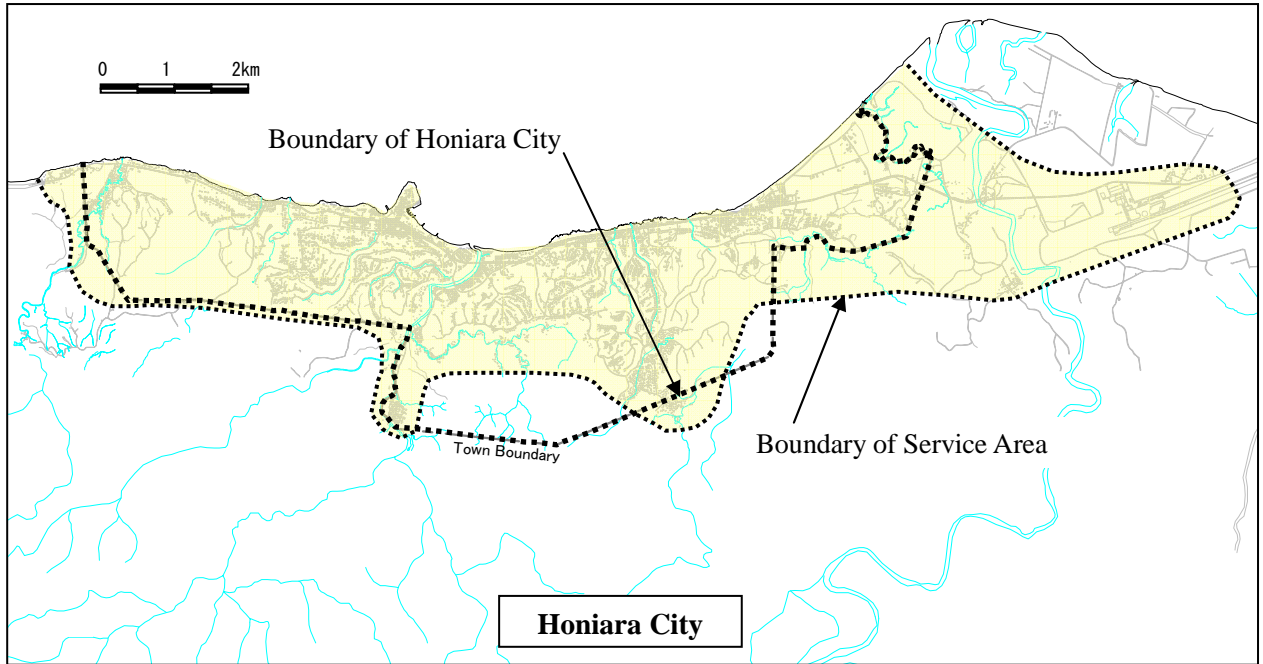 0 1 2km
Boundary of Honiara City
Boundary of Service Area
Town Boundary
Honiara City